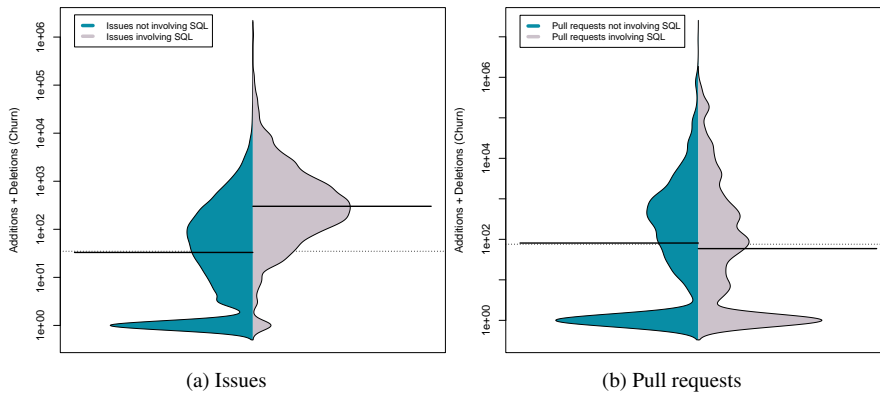 Issues not involving SQL
Issues involving SQL
Additions + Deletions (Churn)
1e+06
1e+05
1e+04
1e+03
1e+02
1e+01
1e+00
(a) Issues
Pull requests not involving SQL
Pull requests involving SQL
Additions + Deletions (Churn)
1e+06
1e+04
1e+02
1e+00
(b) Pull requests